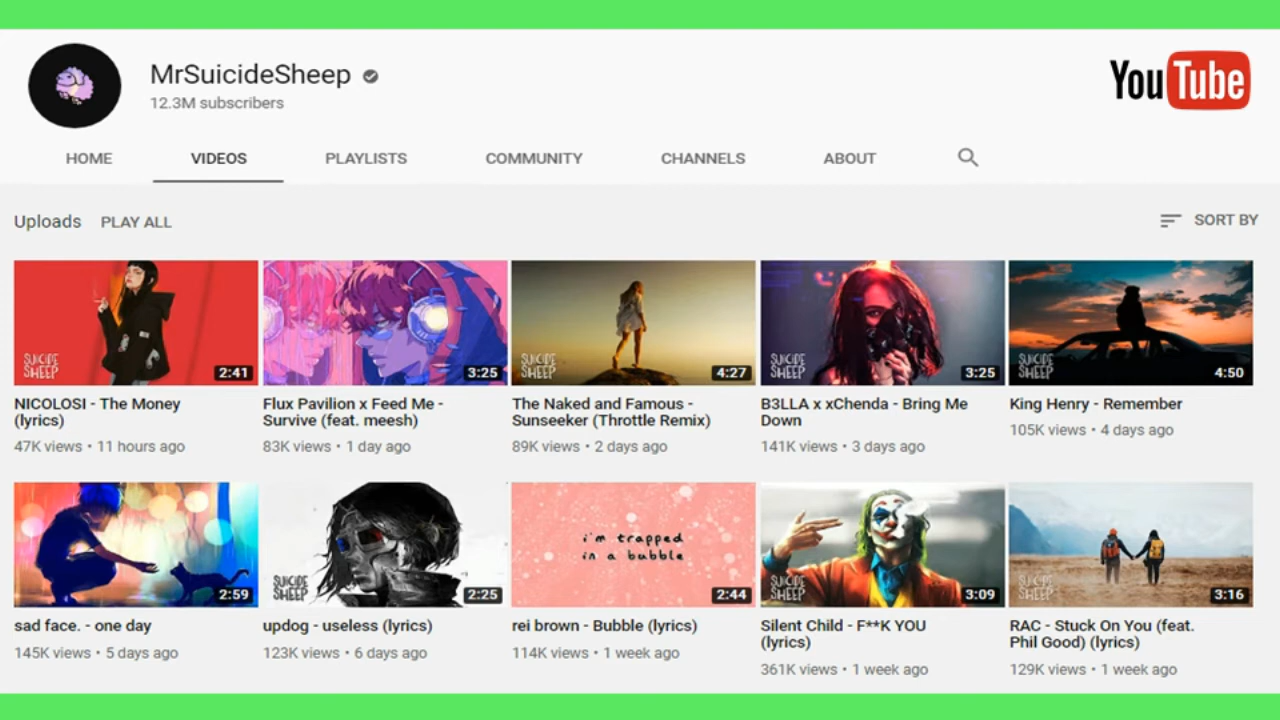 MrSuicideSheep
12.3M subscribers
YouTube
HOME VIDEOS PLAYLISTS COMMUNITY CHANNELS ABOUT
Uploads PLAY ALL SORT BY
SUICIDE
SHEEP
2:41
3:25
SUICIDE
SHEEP
4:27
SUICIDE
SHEEP
3:25
SUICIDE
SHEEP
4:50
NICOLOSI - The Money
(lyrics)
47K views • 11 hours ago
Flux Pavilion x Feed Me -
Survive (feat. meesh)
83K views • 1 day ago
The Naked and Famous -
Sunseeker (Throttle Remix)
89K views • 2 days ago
B3LLA x xChenda - Bring Me
Down
141K views • 3 days ago
King Henry - Remember
105K views • 4 days ago
2:59
SUICIDE
SHEEP
2:25
i'm trapped
in a bubble
2:44
SUICIDE
SHEEP
3:09
SUICIDE
SHEEP
3:16
sad face. - one day
145K views • 5 days ago
updog - useless (lyrics)
123K views • 6 days ago
rei brown - Bubble (lyrics)
114K views • 1 week ago
Silent Child - F**K YOU
(lyrics)
361K views • 1 week ago
RAC - Stuck On You (feat.
Phil Good) (lyrics)
129K views • 1 week ago